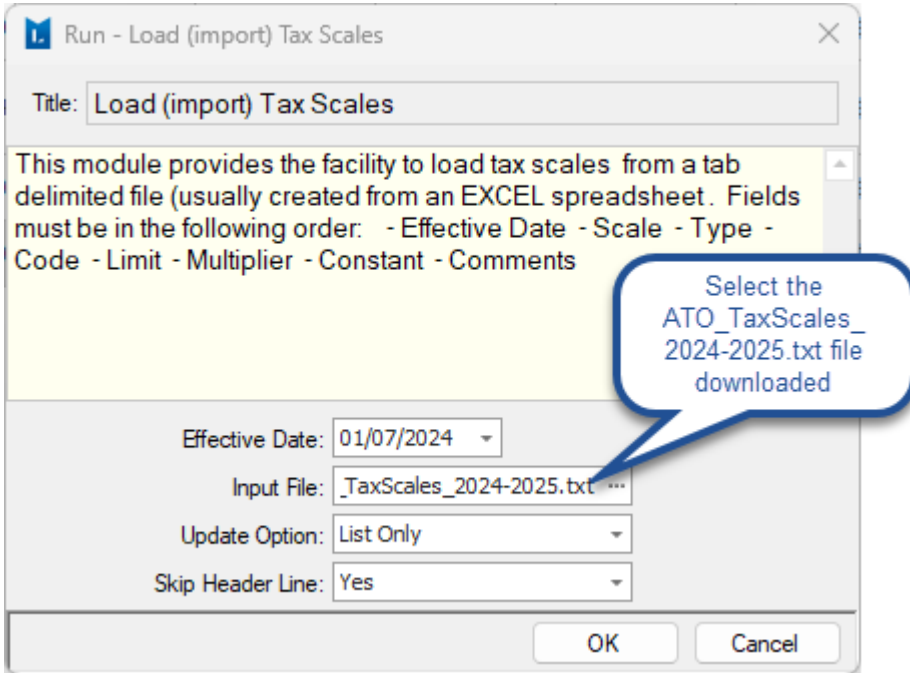 Run - Load (import) Tax Scales
Title: Load (import) Tax Scales
This module provides the facility to load tax scales from a tab
delimited file (usually created from an EXCEL spreadsheet. Fields
must be in the following order: - Effective Date - Scale - Type -
Code - Limit - Multiplier - Constant - Comments
Select the
ATO_TaxScales_
2024-2025.txt file
downloaded
Effective Date: 01/07/2024
Input File: _TaxScales_2024-2025.txt ...
Update Option: List Only
Skip Header Line: Yes
OK Cancel